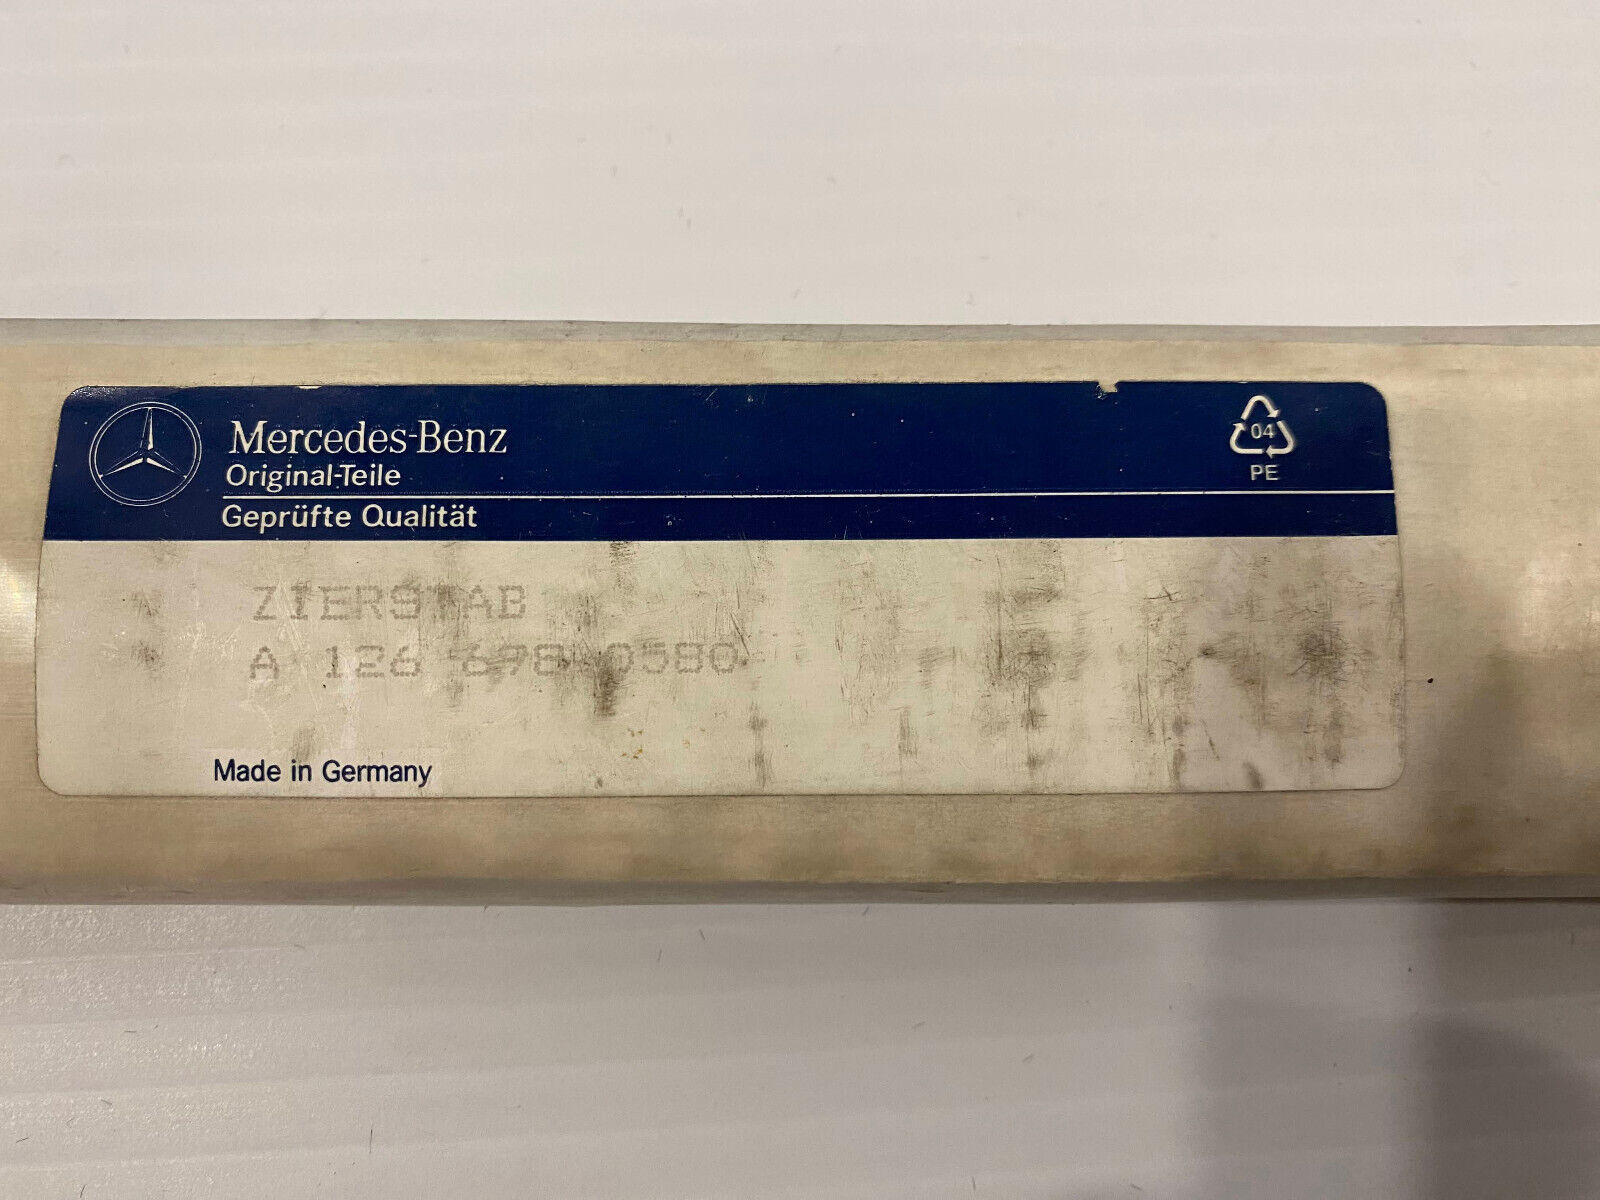 Mercedes-Benz
Original-Teile
Geprüfte Qualität
04
PE
ZIERSTAB
A 126 698 0580
Made in Germany